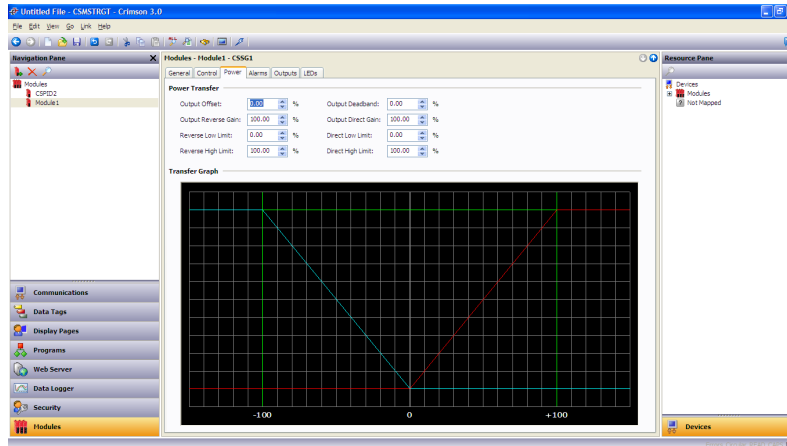 Untitled File - CSMSTRGT - Crimson 3.0
File Edit View Go Link Help
Navigation Pane
Modules
CSPID2
Module1
Communications
Data Tags
Display Pages
Programs
Web Server
Data Logger
Security
Modules
Modules - Module1 - CSSG1
General Control Power Alarms Outputs LEDs
Power Transfer
Output Offset: 0.00 % Output Deadband: 0.00 %
Output Reverse Gain: 100.00 % Output Direct Gain: 100.00 %
Reverse Low Limit: 0.00 % Direct Low Limit: 0.00 %
Reverse High Limit: 100.00 % Direct High Limit: 100.00 %
Transfer Graph
-100 0 +100
Resource Pane
Devices
Modules
Not Mapped
Devices